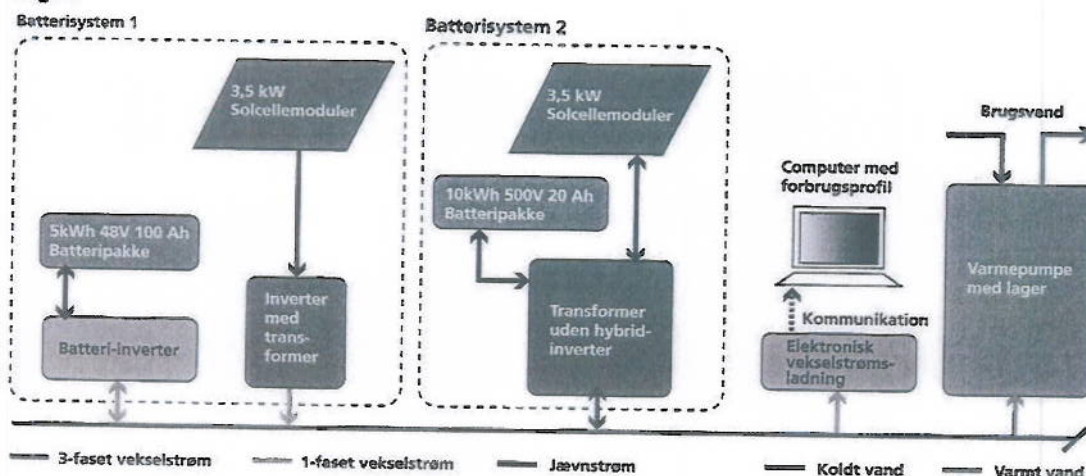 Batterisystem 1
Batterisystem 2
3,5 kW
Solcellemoduler
3,5 kW
Solcellemoduler
Brugsvand
Computer med
forbrugsprofil
5kWh 48V 100 Ah
Batteripakke
10kWh 500V 20 Ah
Batteripakke
Inverter
med
trans-
former
Batteri-inverter
Transformer
uden hybrid-
inverter
Varmepumpe
med lager
Kommunikation
Elektronisk
vekselstrøms-
ladning
3-faset vekselstrøm
1-faset vekselstrøm
Jævnstrøm
Koldt vand
Varmt vand